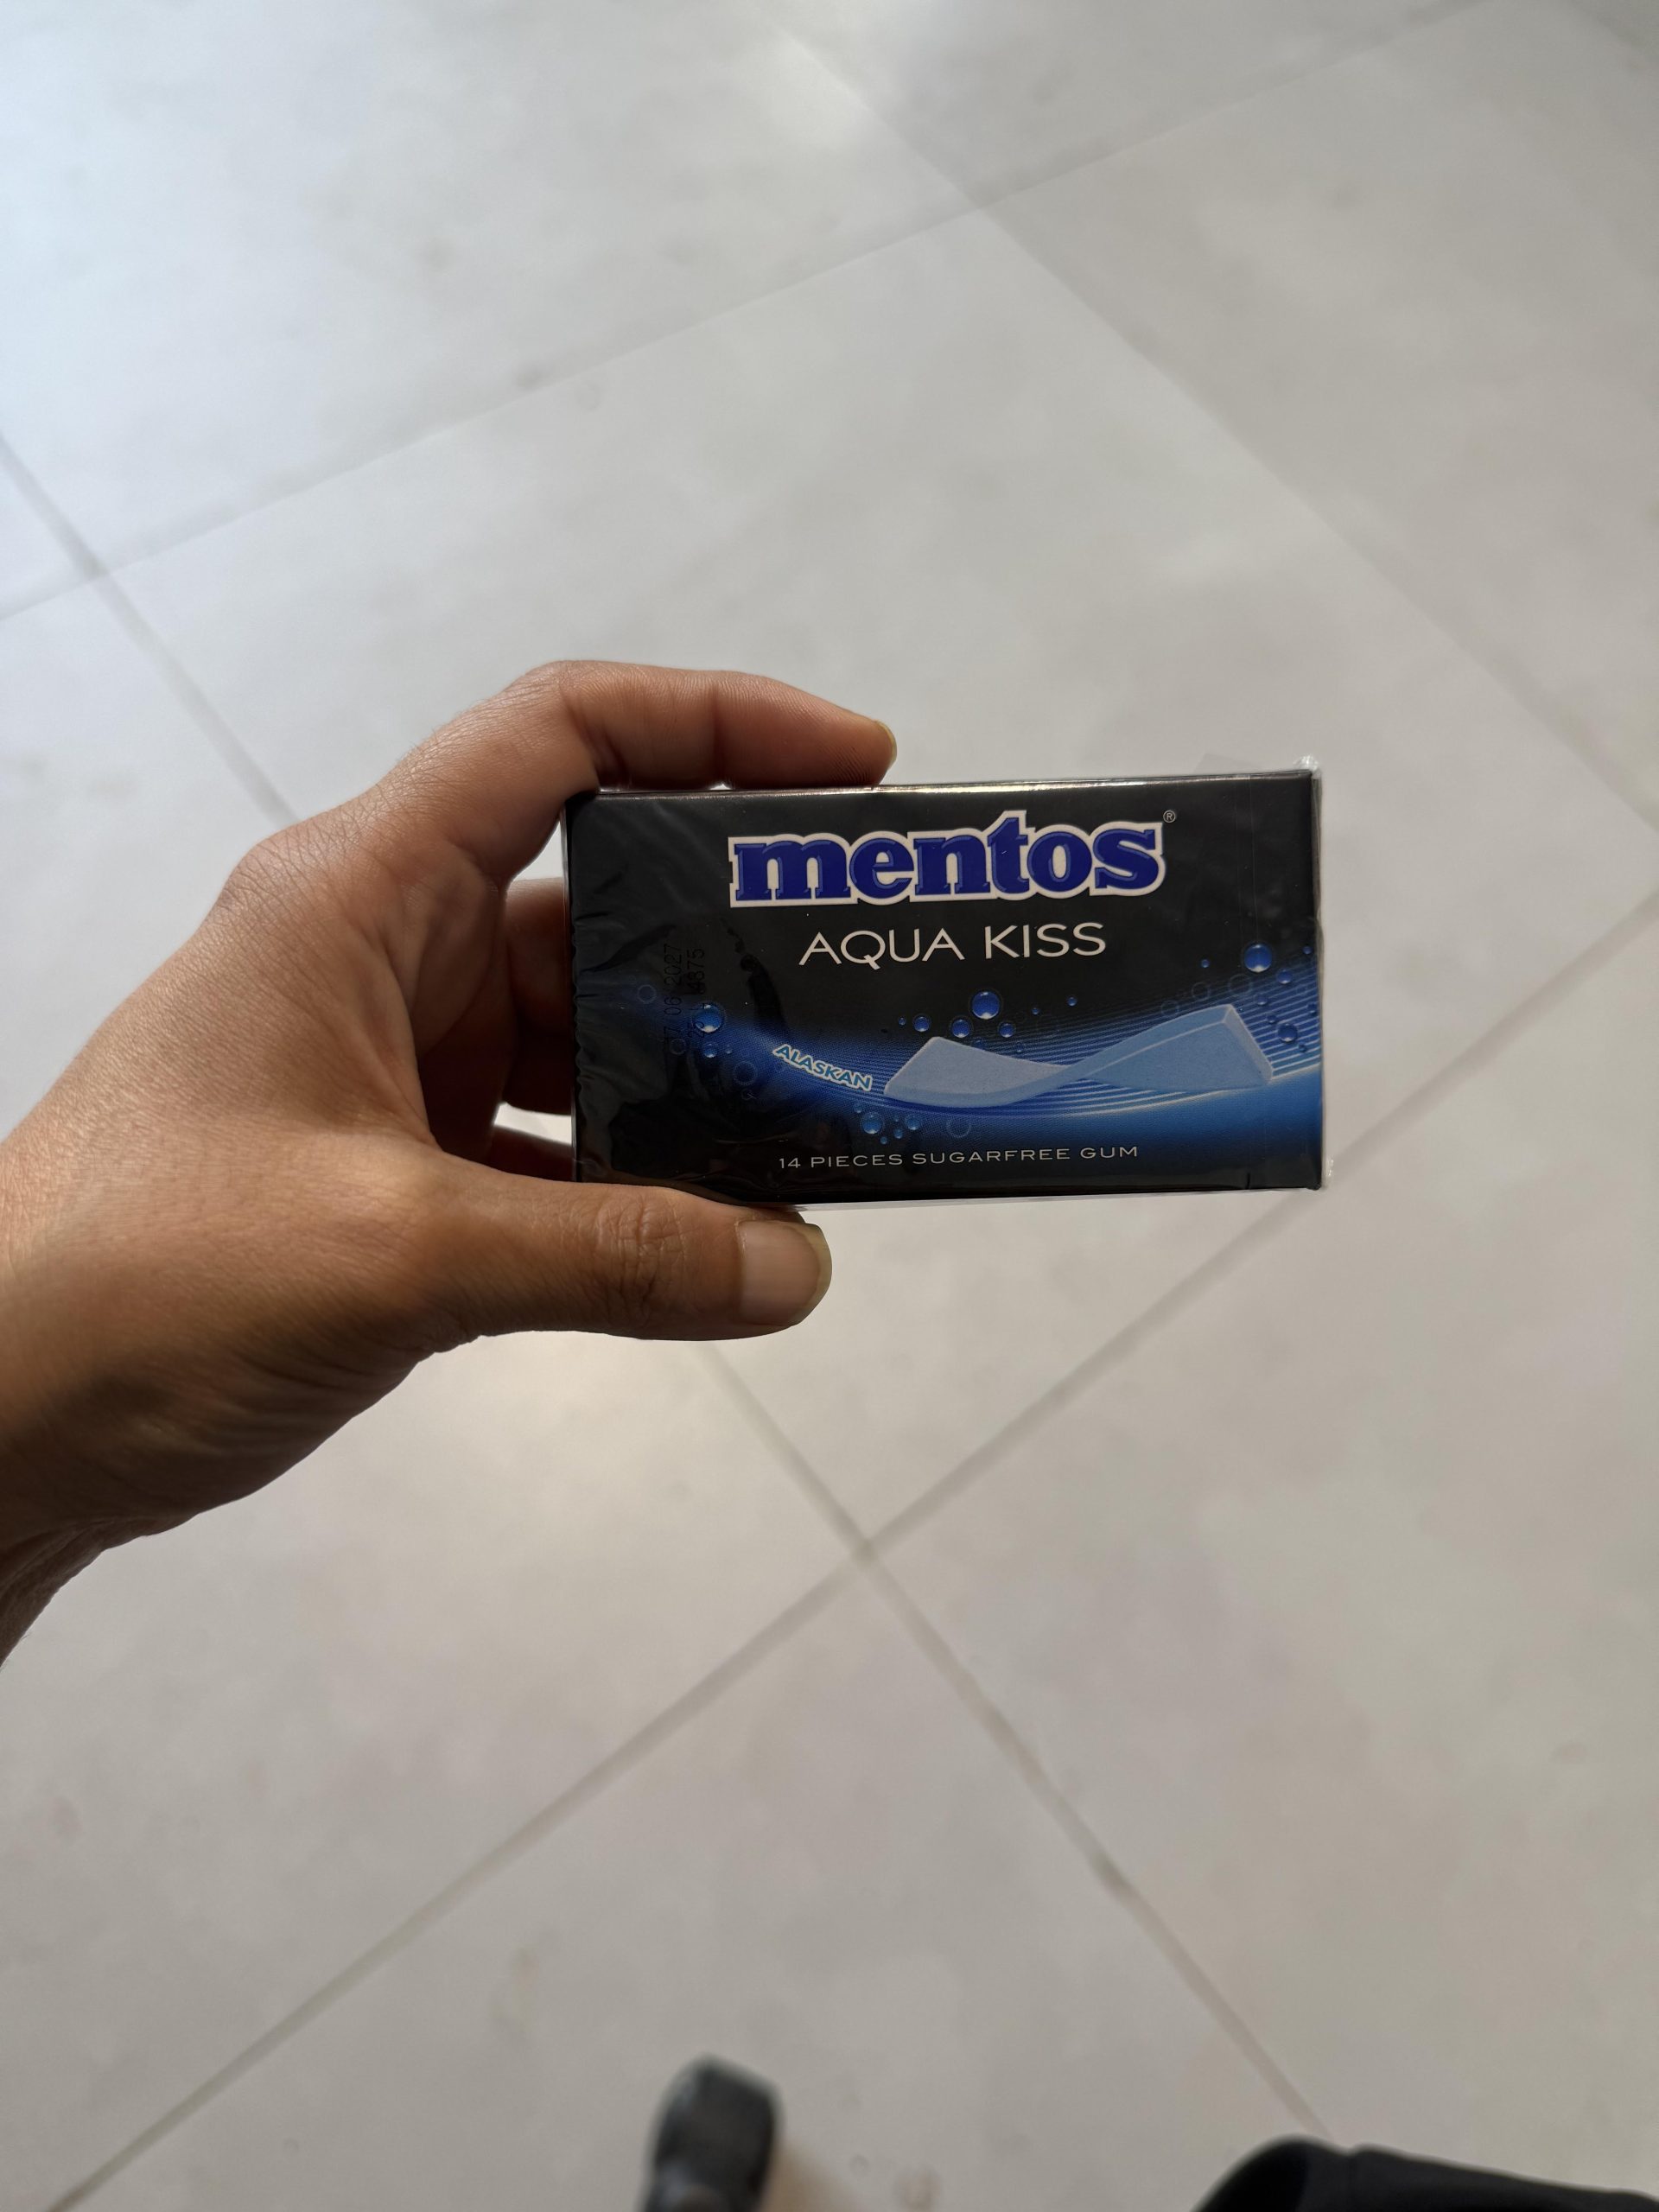 mentos®
AQUA KISS
ALASKAN
14 PIECES SUGARFREE GUM